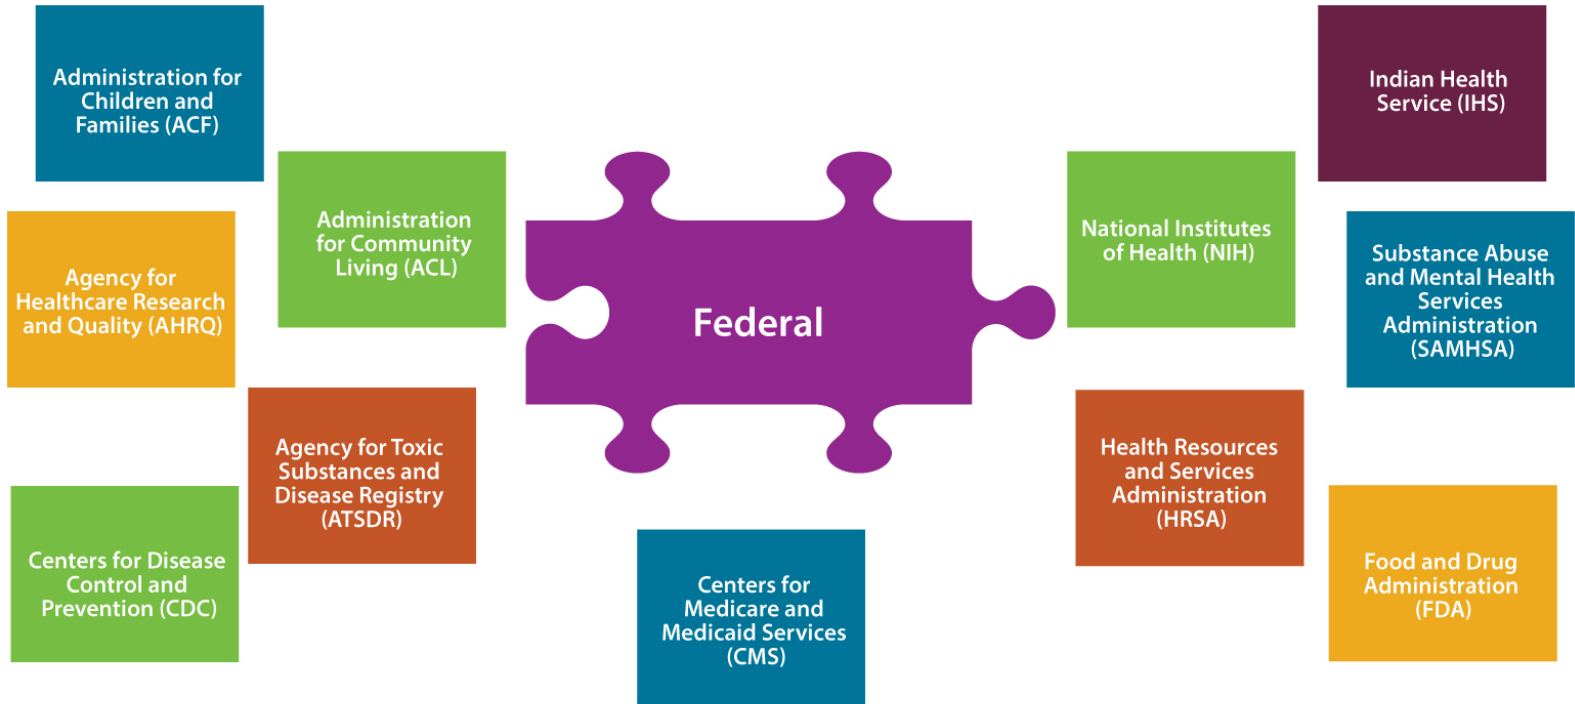 Administration for
Children and
Families (ACF)
Administration
for Community
Living (ACL)
Agency for
Healthcare Research
and Quality (AHRQ)
Agency for Toxic
Substances and
Disease Registry
(ATSDR)
Centers for Disease
Control and
Prevention (CDC)
Federal
Centers for
Medicare and
Medicaid Services
(CMS)
National Institutes
of Health (NIH)
Indian Health
Service (IHS)
Substance Abuse
and Mental Health
Services
Administration
(SAMHSA)
Health Resources
and Services
Administration
(HRSA)
Food and Drug
Administration
(FDA)